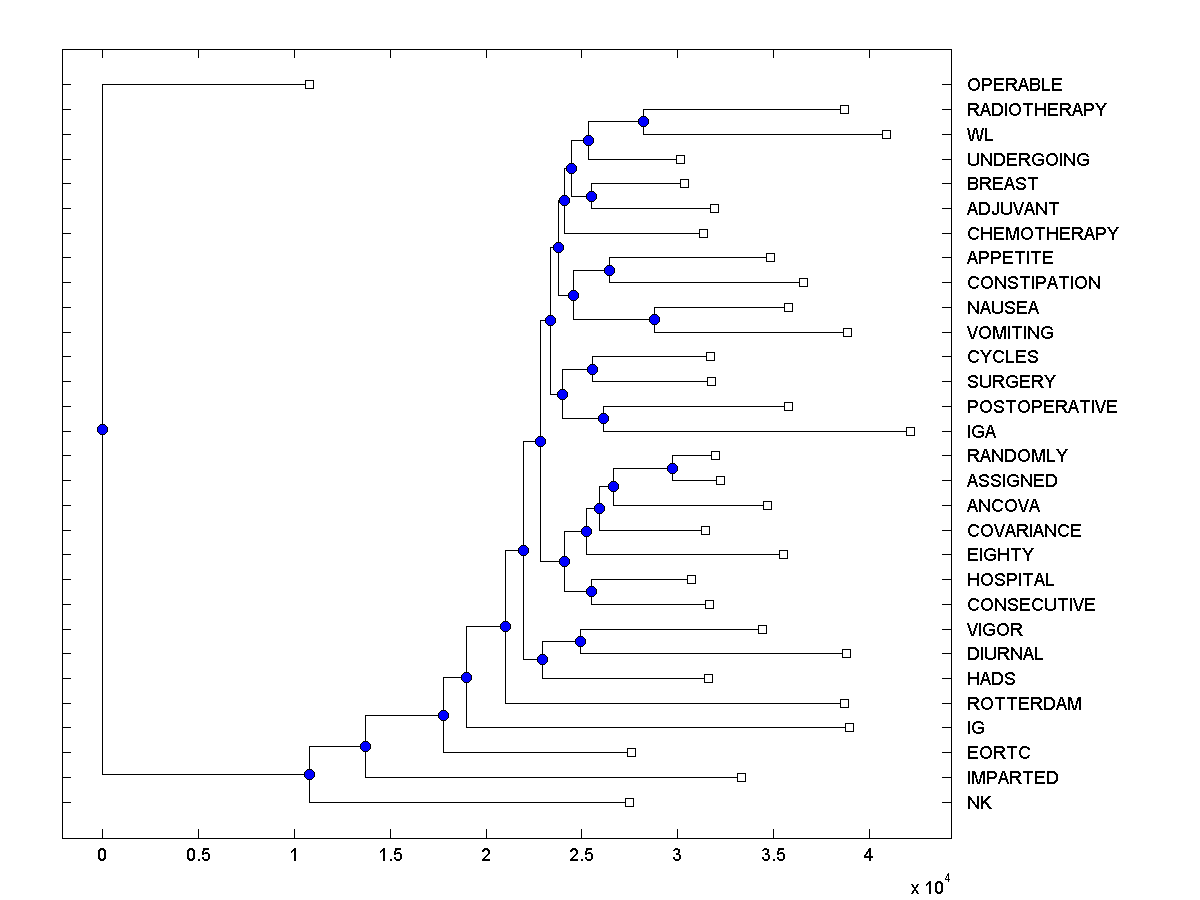 OPERABLE
RADIOTHERAPY
WL
UNDERGOING
BREAST
ADJUVANT
CHEMOTHERAPY
APPETITE
CONSTIPATION
NAUSEA
VOMITING
CYCLES
SURGERY
POSTOPERATIVE
IGA
RANDOMLY
ASSIGNED
ANCOVA
COVARIANCE
EIGHTY
HOSPITAL
CONSECUTIVE
VIGOR
DIURNAL
HADS
ROTTERDAM
IG
EORTC
IMPARTED
NK
0 0.5 1 1.5 2 2.5 3 3.5 4
x 10^4